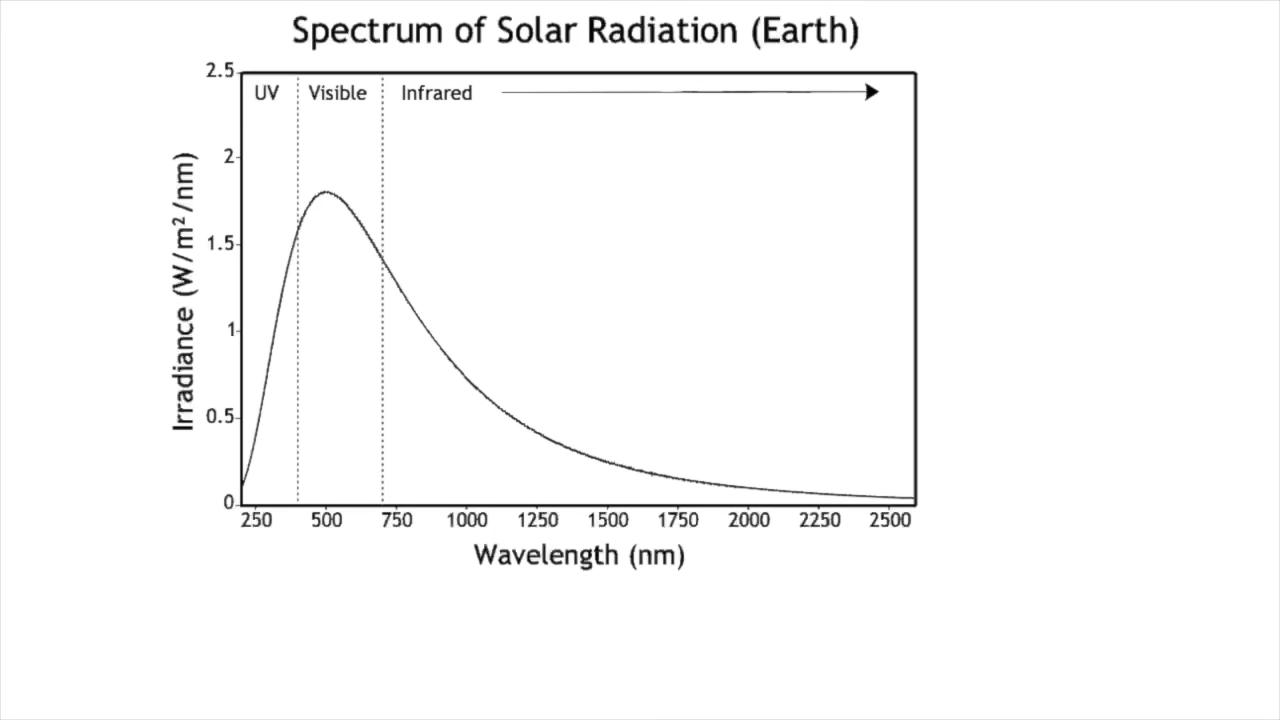 Spectrum of Solar Radiation (Earth)
UV Visible Infrared
Irradiance (W/m²/nm)
2.5
2
1.5
1
0.5
0
250 500 750 1000 1250 1500 1750 2000 2250 2500
Wavelength (nm)